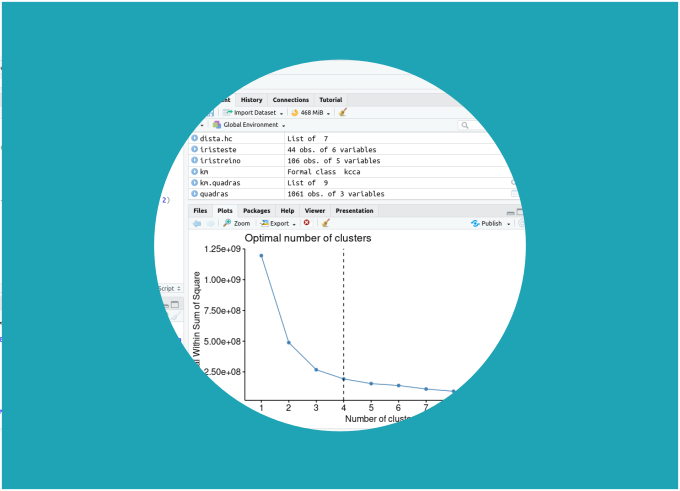 History Connections Tutorial
Import Dataset 468 MiB
Global Environment
dista.hc List of 7
iristeste 44 obs. of 6 variables
iristreino 106 obs. of 5 variables
km Formal class kcca
km.quadras List of 9
quadras 1061 obs. of 3 variables
2)
Files Plots Packages Help Viewer Presentation
Zoom Export Publish
Optimal number of clusters
1.25e+09
1.00e+09
7.50e+08
5.00e+08
2.50e+08
Within Sum of Square
Script
1 2 3 4 5 6 7
Number of